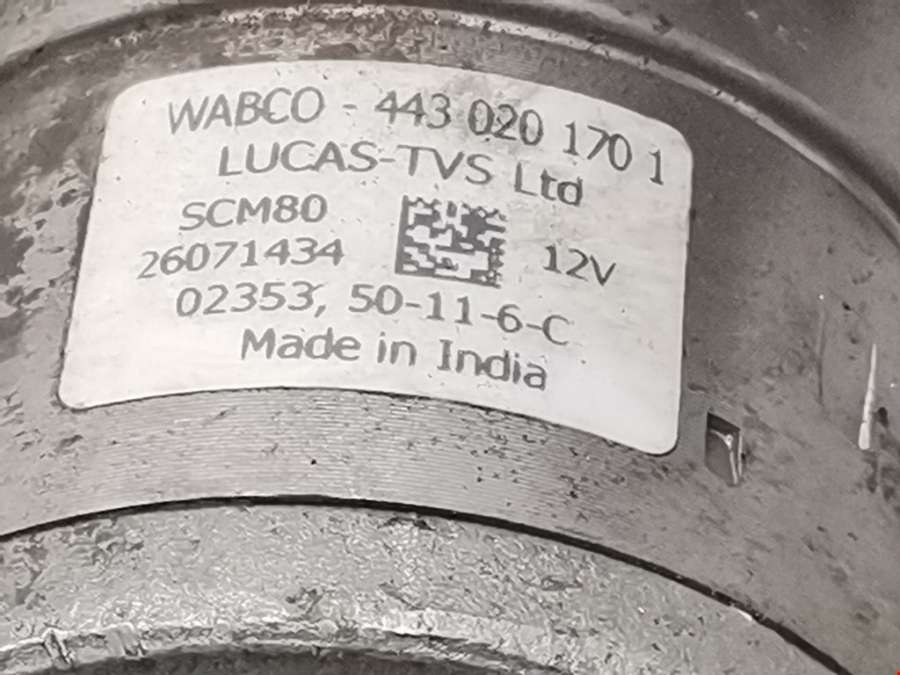 WABCO - 443 020 170 1
LUCAS-TVS Ltd
SCM80
26071434
12V
02353, 50-11-6-C
Made in India